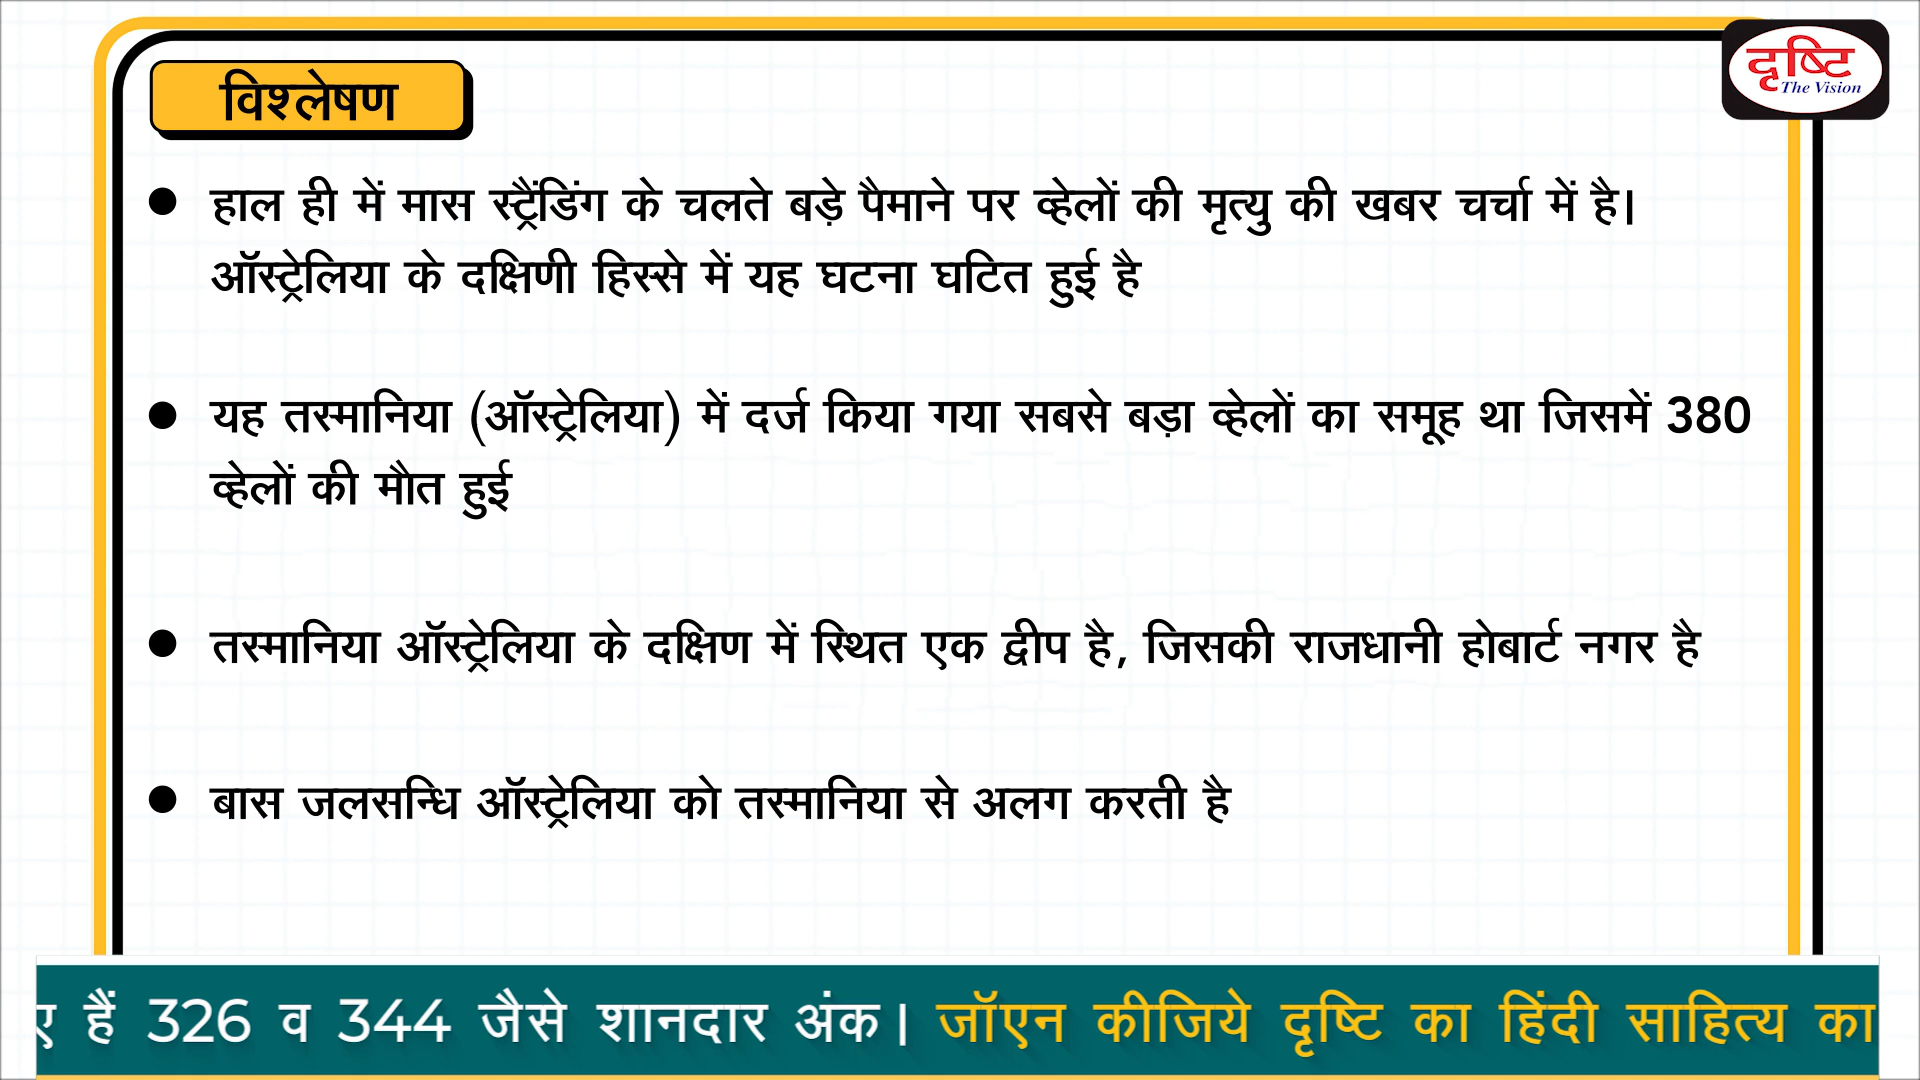 दृष्टि
The Vision
विश्लेषण
● हाल ही में मास स्ट्रैंडिंग के चलते बड़े पैमाने पर व्हेलों की मृत्यु की खबर चर्चा में है।
ऑस्ट्रेलिया के दक्षिणी हिस्से में यह घटना घटित हुई है
● यह तस्मानिया (ऑस्ट्रेलिया) में दर्ज किया गया सबसे बड़ा व्हेलों का समूह था जिसमें 380
व्हेलों की मौत हुई
● तस्मानिया ऑस्ट्रेलिया के दक्षिण में स्थित एक द्वीप है, जिसकी राजधानी होबार्ट नगर है
● बास जलसन्धि ऑस्ट्रेलिया को तस्मानिया से अलग करती है
हैं 326 व 344 जैसे शानदार अंक। जॉएन कीजिये दृष्टि का हिंदी साहित्य का